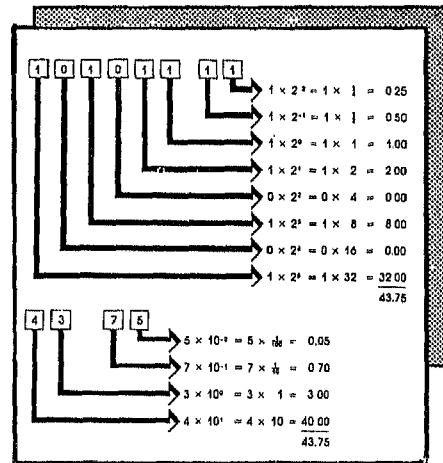 1 0 1 0 1 1 1 1
1 × 2⁻² = 1 × ¼ = 0.25
1 × 2⁻¹ = 1 × ½ = 0.50
1 × 2⁰ = 1 × 1 = 1.00
1 × 2¹ = 1 × 2 = 2.00
0 × 2² = 0 × 4 = 0.00
1 × 2³ = 1 × 8 = 8.00
0 × 2⁴ = 0 × 16 = 0.00
1 × 2⁵ = 1 × 32 = 32.00
43.75
4 3 7 5
5 × 10⁻² = 5 × 1/100 = 0.05
7 × 10⁻¹ = 7 × 1/10 = 0.70
3 × 10⁰ = 3 × 1 = 3.00
4 × 10¹ = 4 × 10 = 40.00
43.75